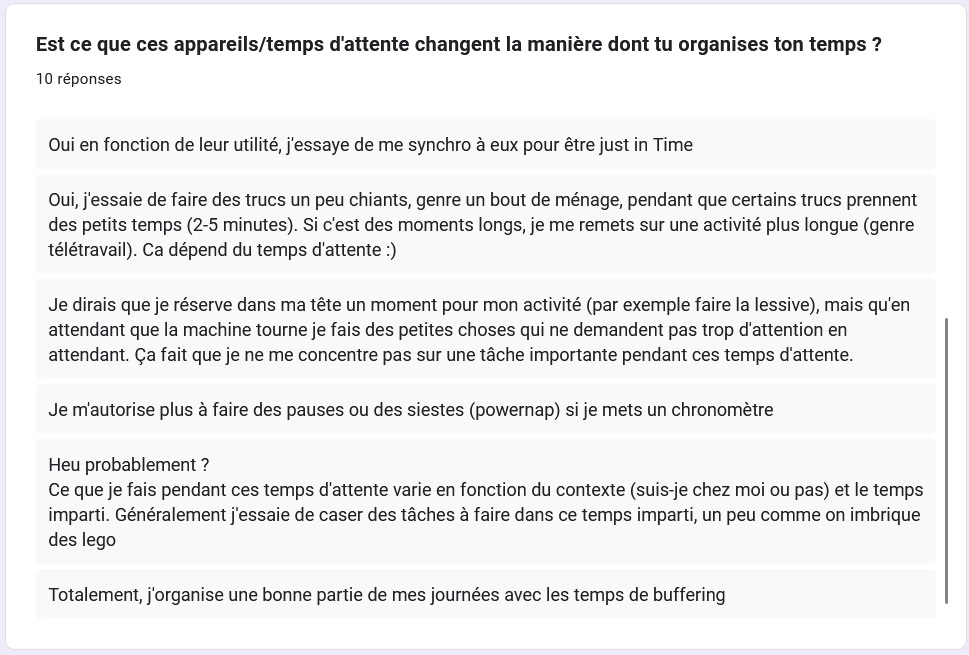 Est ce que ces appareils/temps d'attente changent la manière dont tu organises ton temps ?
10 réponses
Oui en fonction de leur utilité, j'essaye de me synchro à eux pour être just in Time
Oui, j'essaie de faire des trucs un peu chiants, genre un bout de ménage, pendant que certains trucs prennent
des petits temps (2-5 minutes). Si c'est des moments longs, je me remets sur une activité plus longue (genre
télétravail). Ca dépend du temps d'attente :)
Je dirais que je réserve dans ma tête un moment pour mon activité (par exemple faire la lessive), mais qu'en
attendant que la machine tourne je fais des petites choses qui ne demandent pas trop d'attention en
attendant. Ça fait que je ne me concentre pas sur une tâche importante pendant ces temps d'attente.
Je m'autorise plus à faire des pauses ou des siestes (powernap) si je mets un chronomètre
Heu probablement ?
Ce que je fais pendant ces temps d'attente varie en fonction du contexte (suis-je chez moi ou pas) et le temps
imparti. Généralement j'essaie de caser des tâches à faire dans ce temps imparti, un peu comme on imbrique
des lego
Totalement, j'organise une bonne partie de mes journées avec les temps de buffering